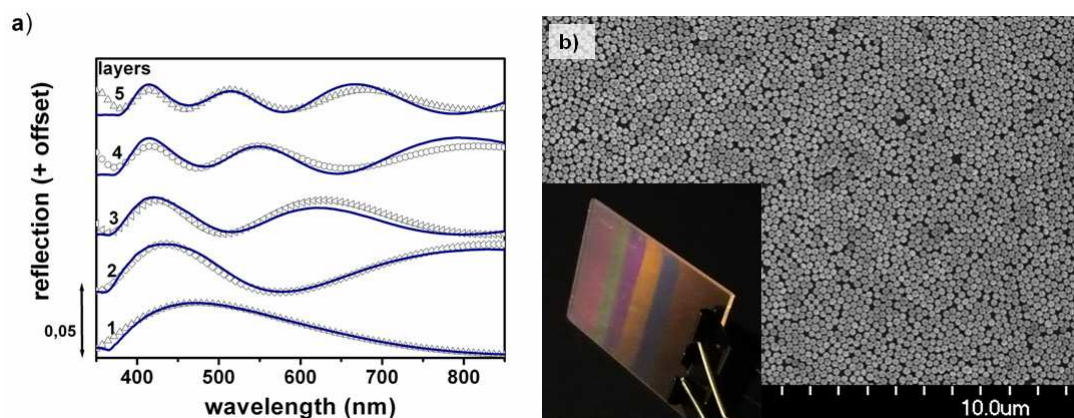 a)
layers
5
4
3
2
1
0,05
reflection (+ offset)
400 500 600 700 800
wavelength (nm)
b)
10.0um